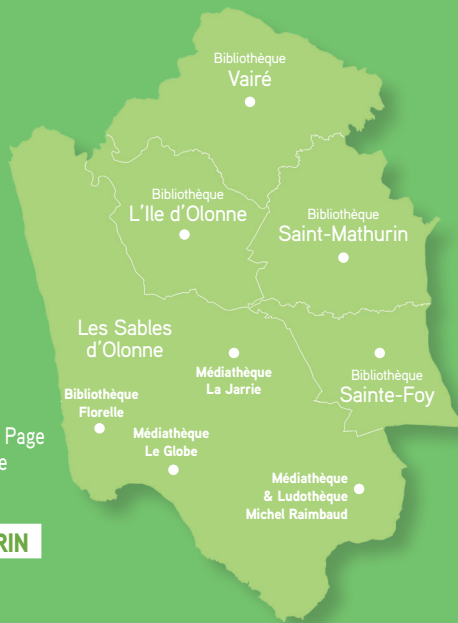 Bibliothèque
Vairé
Bibliothèque
L'Ile d'Olonne
Bibliothèque
Saint-Mathurin
Les Sables
d'Olonne
Médiathèque
La Jarrie
Bibliothèque
Sainte-Foy
Bibliothèque
Florelle
Médiathèque
Le Globe
Médiathèque
& Ludothèque
Michel Raimbaud
Page
e
RIN